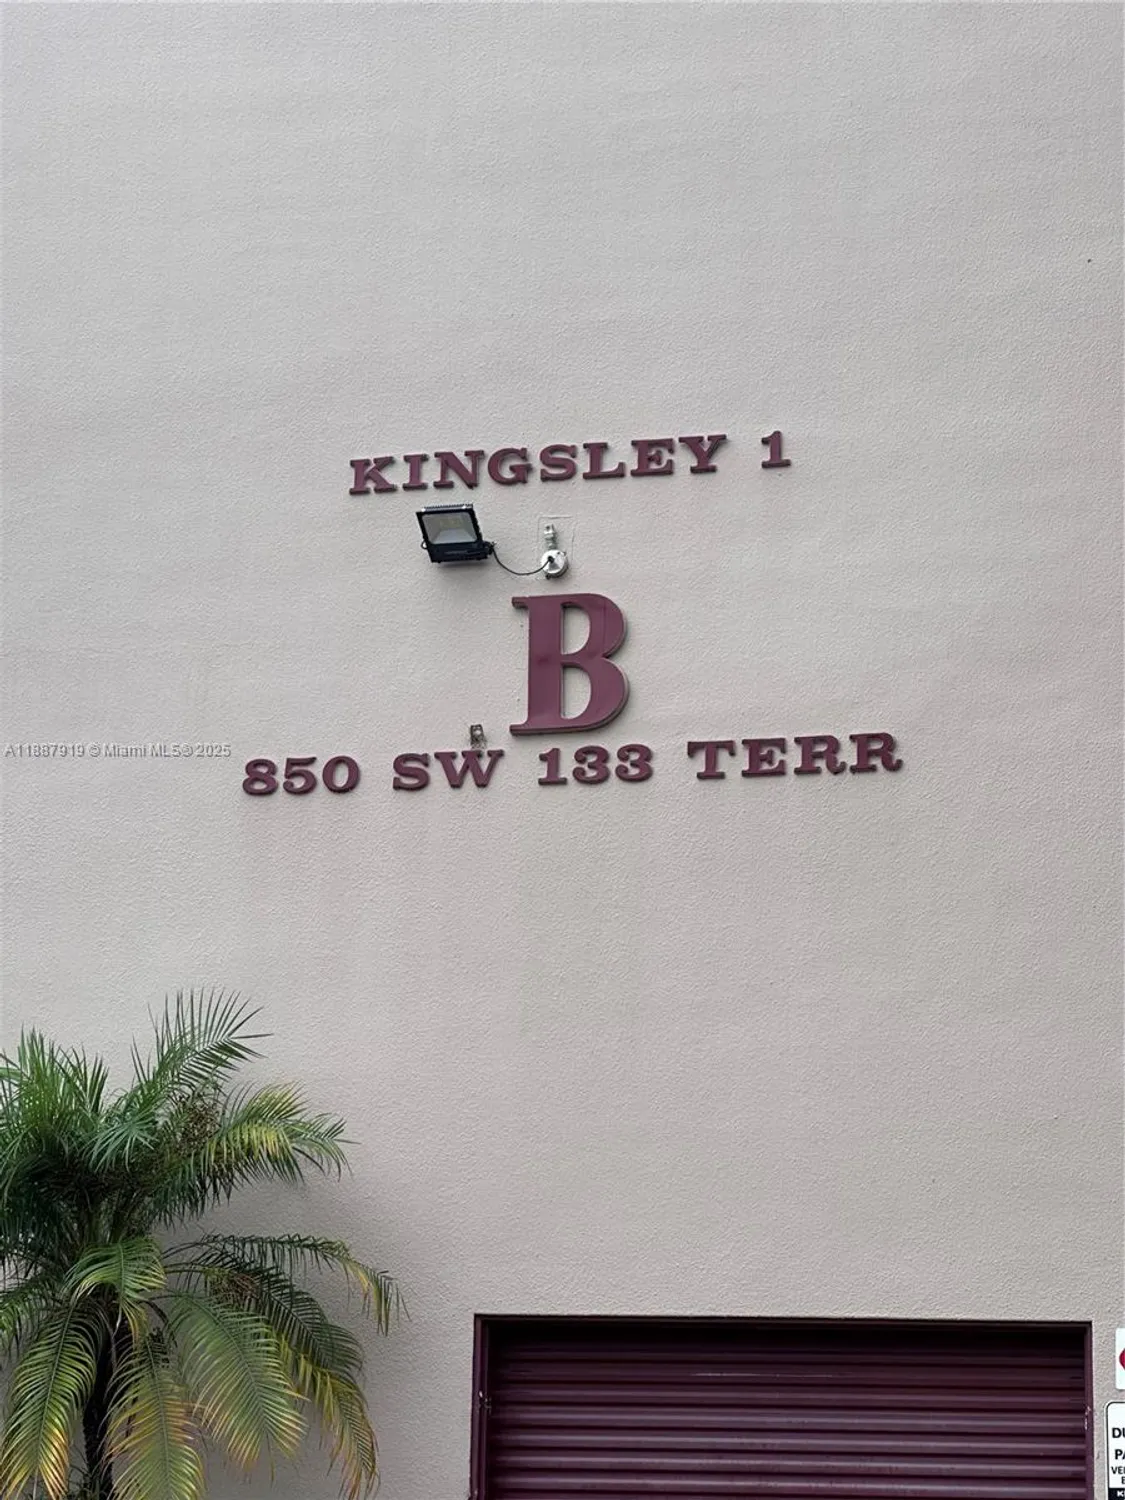 KINGSLEY 1
B
850 SW 133 TERR
A11887919 © Miami MLS® 2025